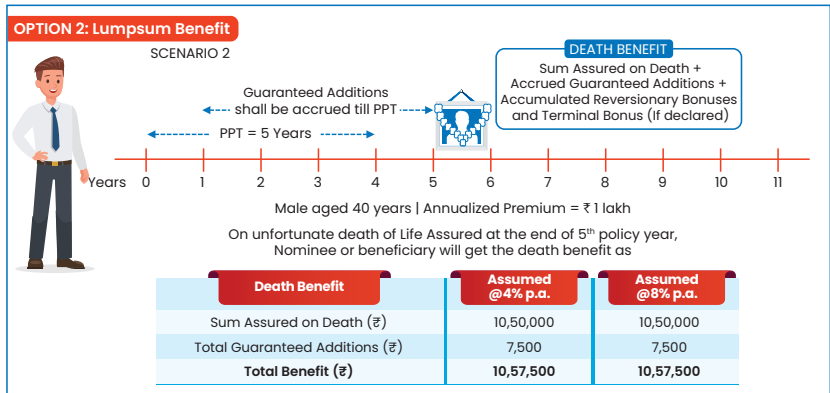 OPTION 2: Lumpsum Benefit
SCENARIO 2
DEATH BENEFIT
Sum Assured on Death +
Accrued Guaranteed Additions +
Accumulated Reversionary Bonuses
and Terminal Bonus (If declared)
Guaranteed Additions
shall be accrued till PPT
PPT = 5 Years
Years 0 1 2 3 4 5 6 7 8 9 10 11
Male aged 40 years | Annualized Premium = ₹ 1 lakh
On unfortunate death of Life Assured at the end of 5th policy year,
Nominee or beneficiary will get the death benefit as
Death Benefit Assured @4% p.a. Assumed @8% p.a.
Sum Assured on Death (₹) 10,50,000 10,50,000
Total Guaranteed Additions (₹) 7,500 7,500
Total Benefit (₹) 10,57,500 10,57,500